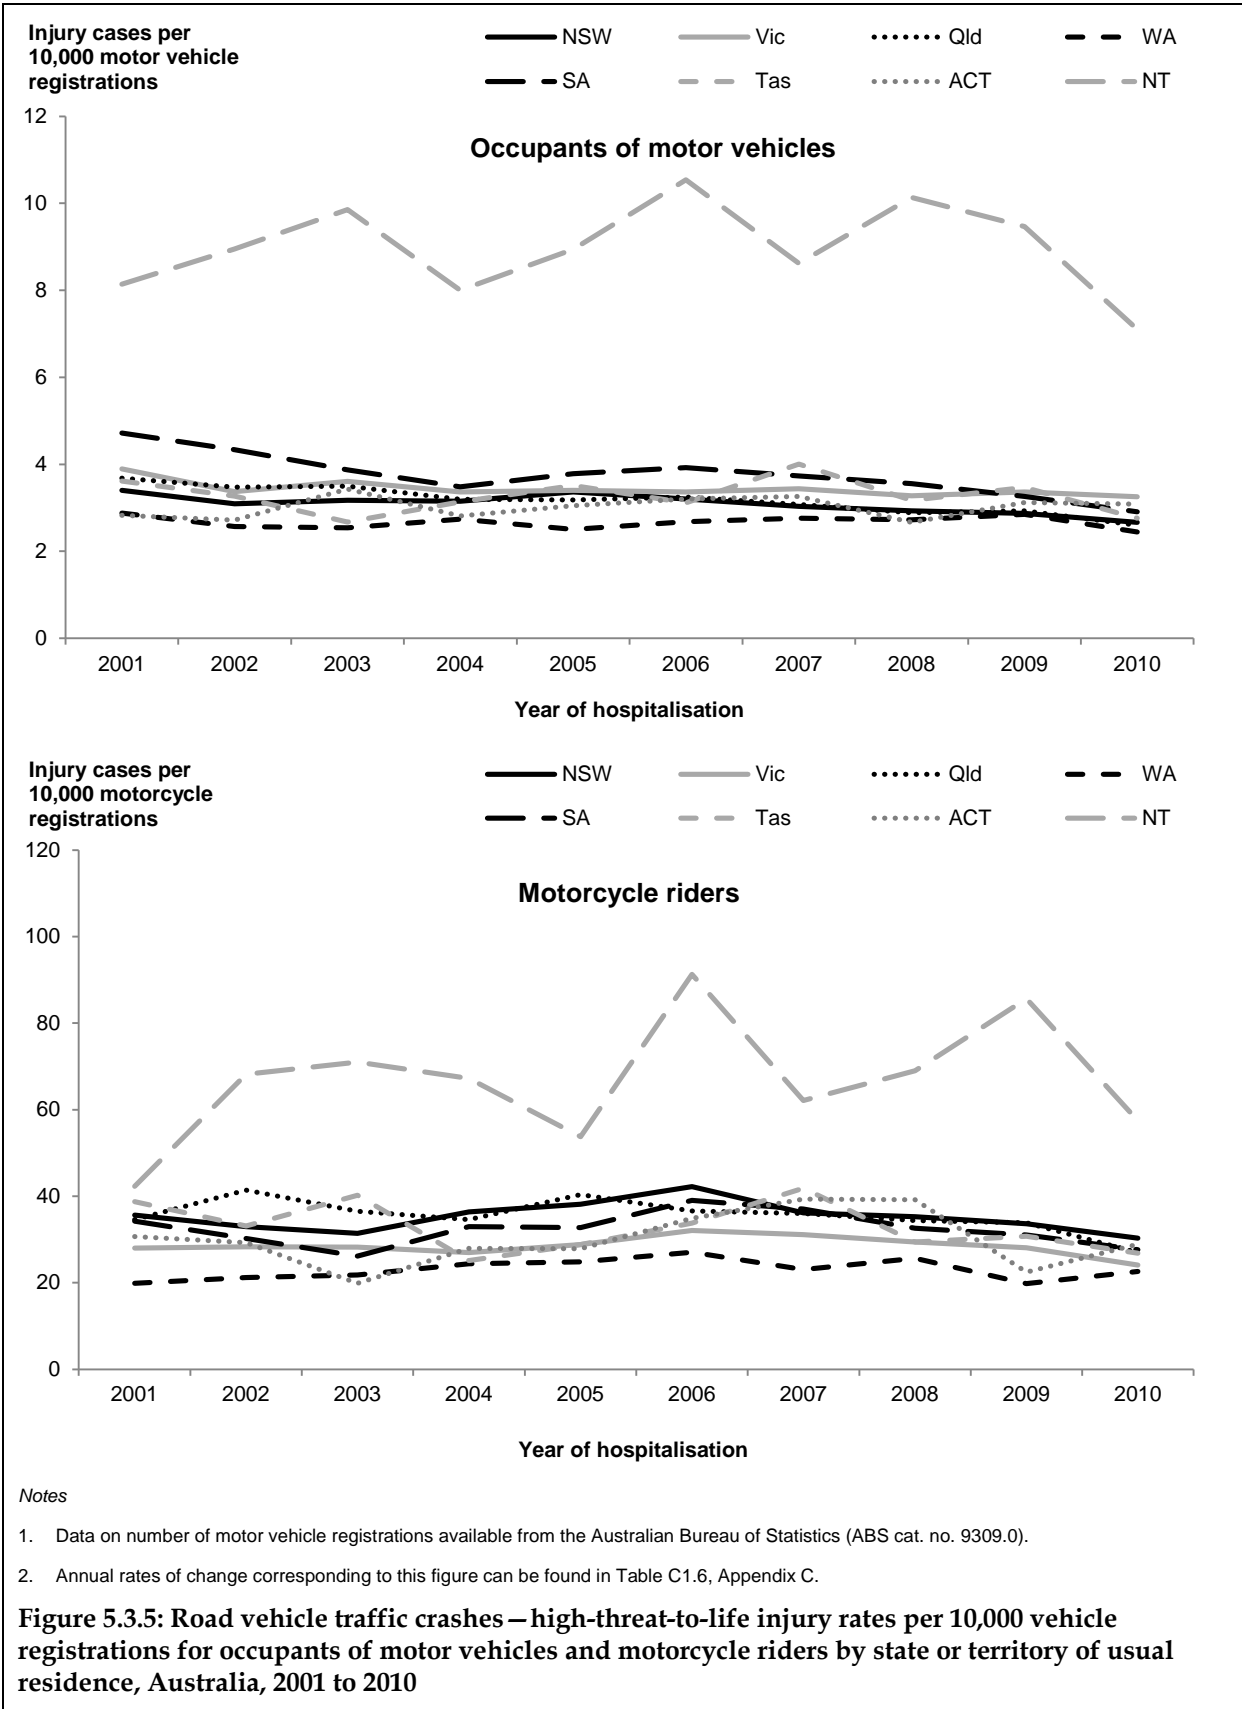 Injury cases per
10,000 motor vehicle
registrations
NSW Vic Qld WA
SA Tas ACT NT
Occupants of motor vehicles
12
10
8
6
4
2
0
2001 2002 2003 2004 2005 2006 2007 2008 2009 2010
Year of hospitalisation
Injury cases per
10,000 motorcycle
registrations
NSW Vic Qld WA
SA Tas ACT NT
Motorcycle riders
120
100
80
60
40
20
0
2001 2002 2003 2004 2005 2006 2007 2008 2009 2010
Year of hospitalisation
Notes
1. Data on number of motor vehicle registrations available from the Australian Bureau of Statistics (ABS cat. no. 9309.0).
2. Annual rates of change corresponding to this figure can be found in Table C1.6, Appendix C.
Figure 5.3.5: Road vehicle traffic crashes—high-threat-to-life injury rates per 10,000 vehicle
registrations for occupants of motor vehicles and motorcycle riders by state or territory of usual
residence, Australia, 2001 to 2010